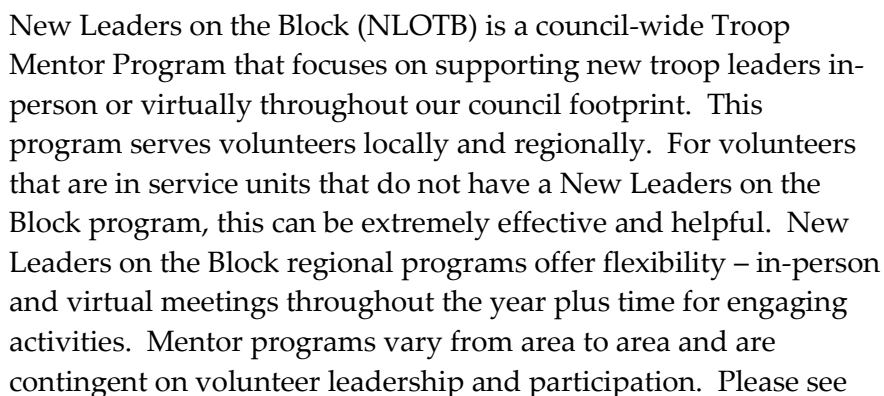 New Leaders on the Block (NLOTB) is a council-wide Troop
Mentor Program that focuses on supporting new troop leaders in-
person or virtually throughout our council footprint.  This
program serves volunteers locally and regionally.  For volunteers
that are in service units that do not have a New Leaders on the
Block program, this can be extremely effective and helpful.  New
Leaders on the Block regional programs offer flexibility – in-person
and virtual meetings throughout the year plus time for engaging
activities.  Mentor programs vary from area to area and are
contingent on volunteer leadership and participation.  Please see